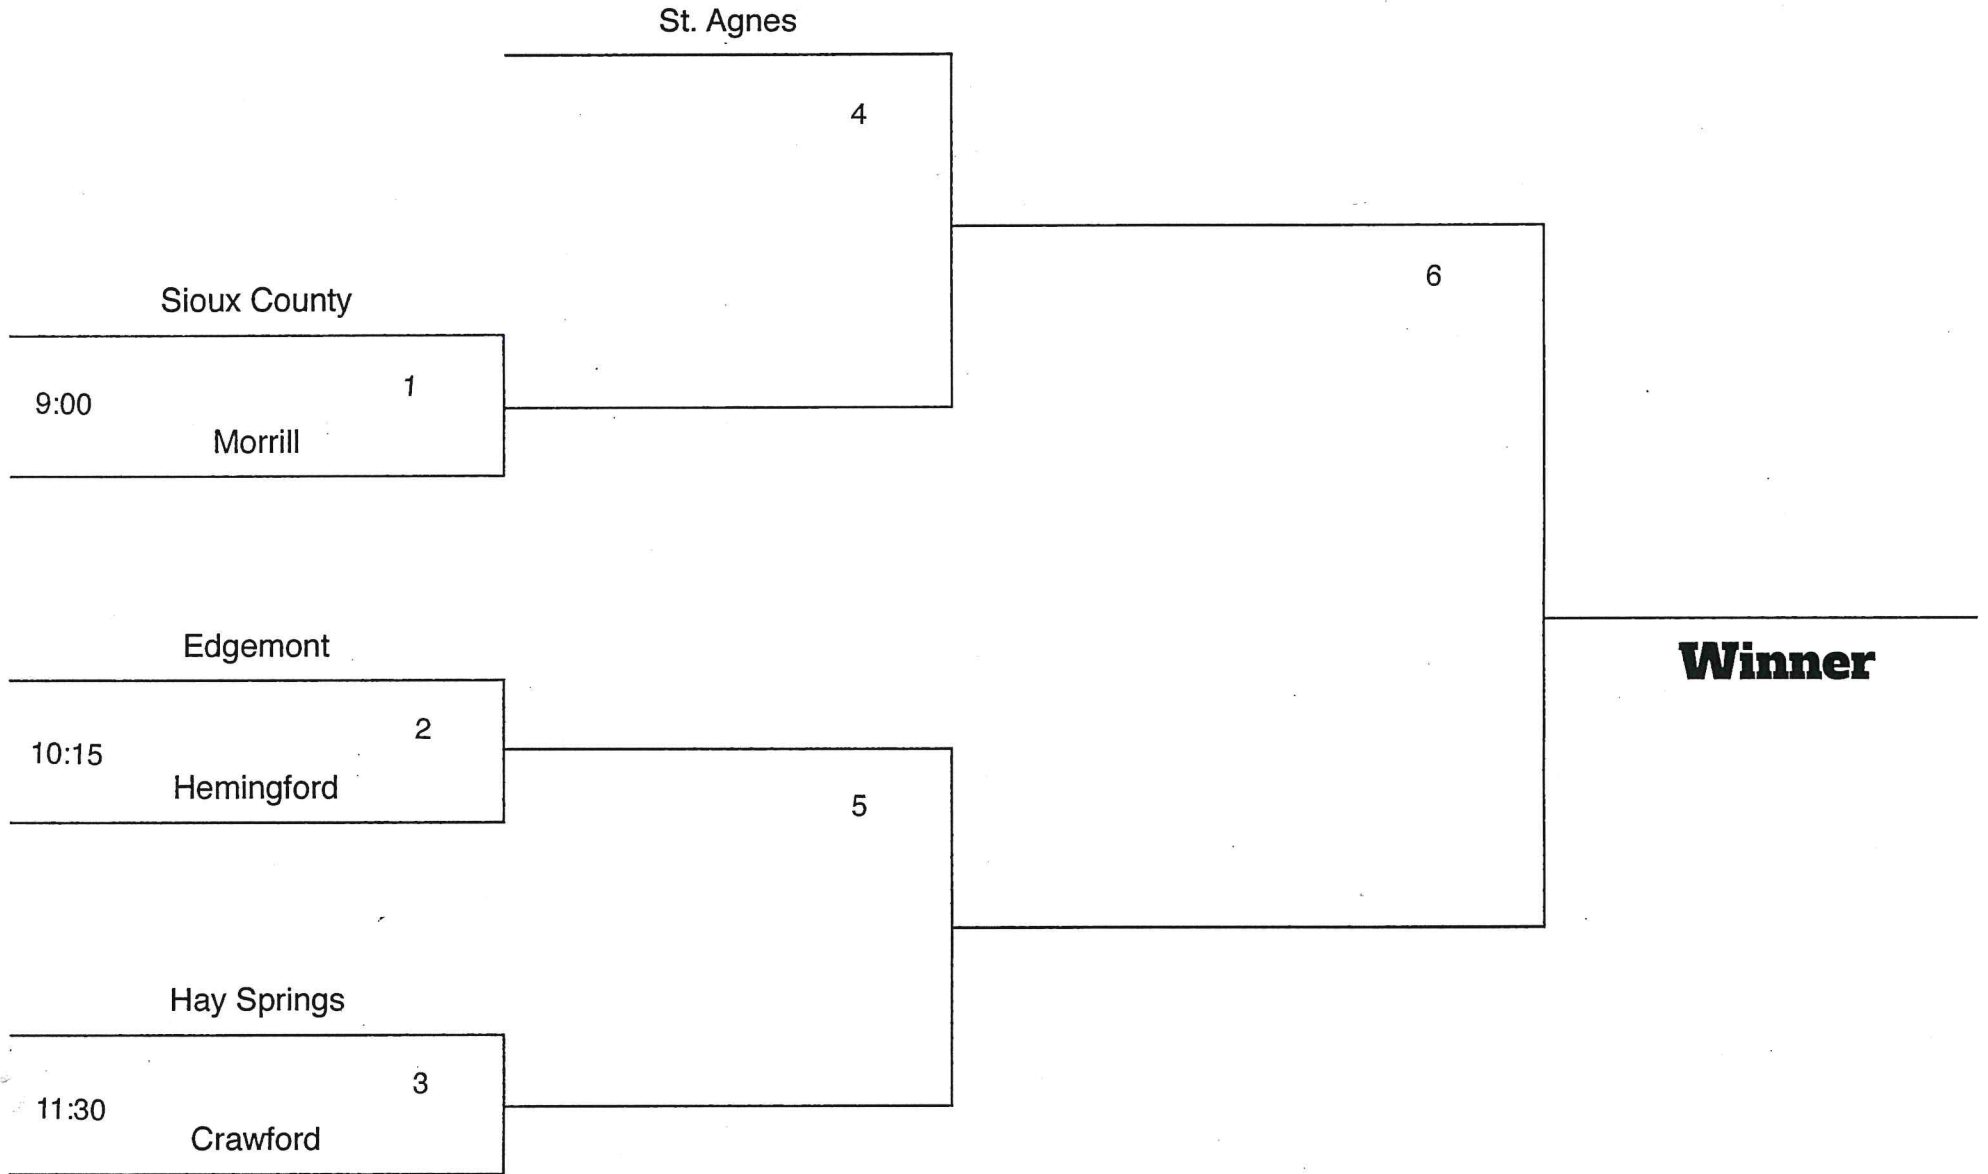 St. Agnes
4
6
Sioux County
9:00
1
Morrill
Edgemont
10:15
2
Hemingford
5
Winner
Hay Springs
11:30
3
Crawford